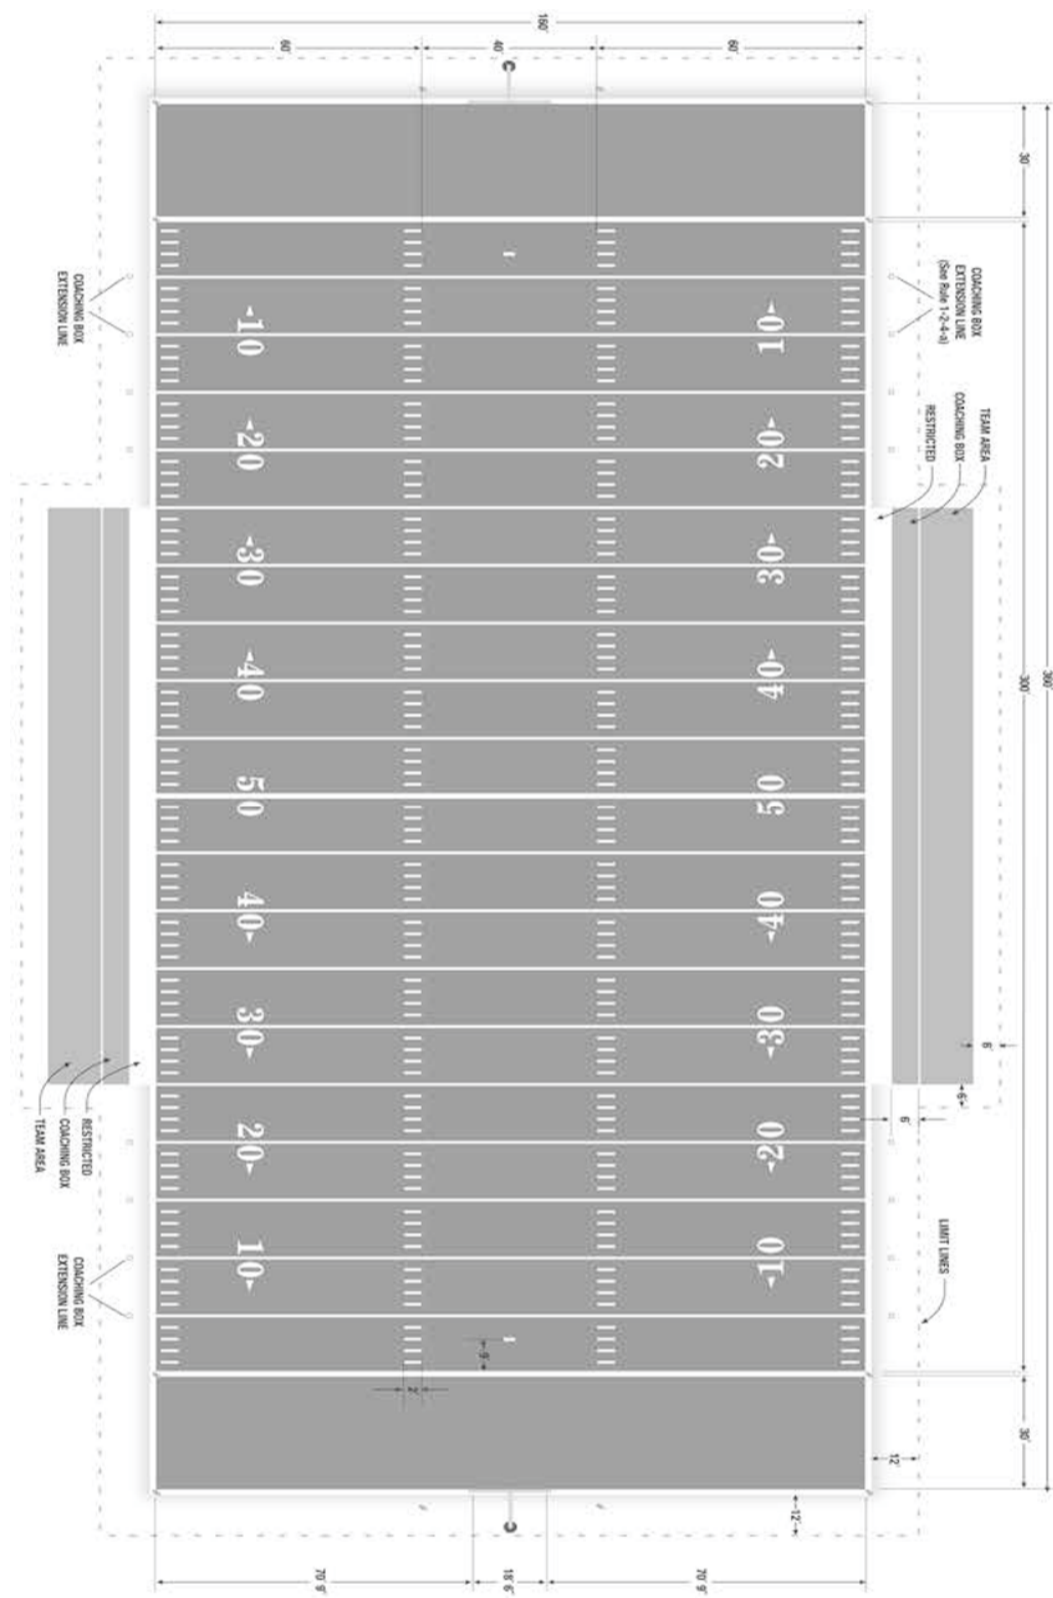 160'
60'
40'
60'
30'
360'
300'
COACHING BOX
EXTENSION LINE
COACHING BOX
EXTENSION LINE
(See Rule 1-2-4-a)
TEAM AREA
COACHING BOX
RESTRICTED
10
10
20
20
30
30
40
40
50
50
40
40
30
30
20
20
10
10
6'
6'
6'
RESTRICTED
COACHING BOX
TEAM AREA
LIMIT LINES
COACHING BOX
EXTENSION LINE
9'
2'
30'
12'
12'
70' 9"
18' 6"
70' 9"